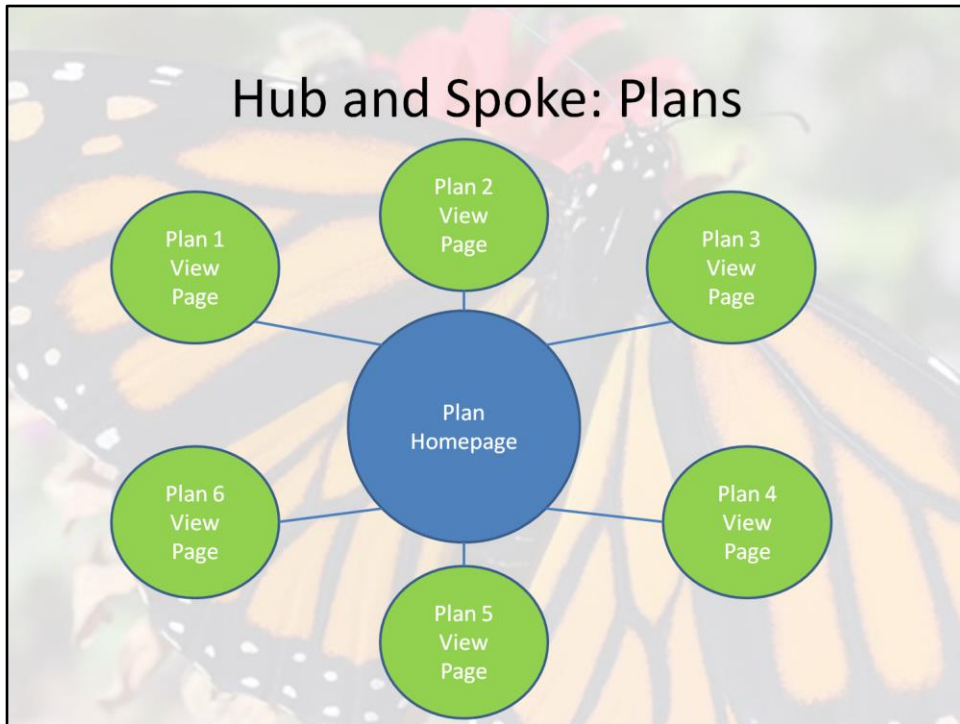 Hub and Spoke: Plans
Plan 2
View
Page
Plan 1
View
Page
Plan 3
View
Page
Plan
Homepage
Plan 6
View
Page
Plan 4
View
Page
Plan 5
View
Page